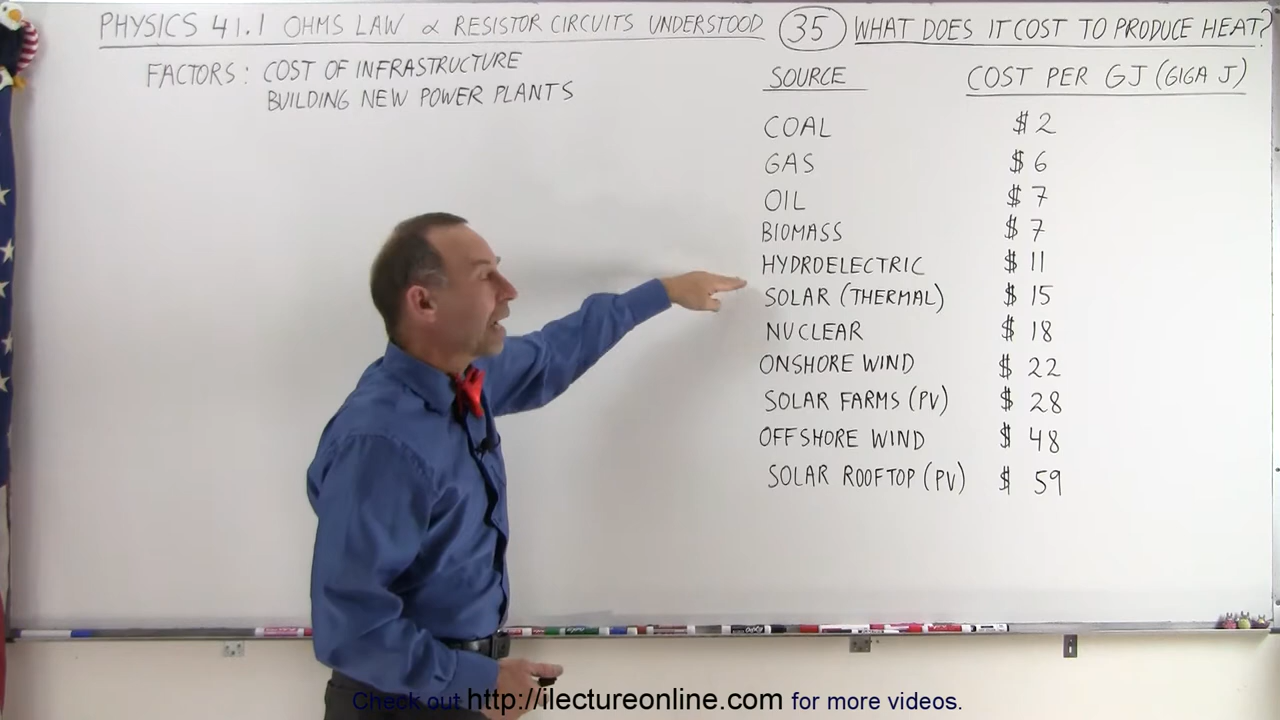 PHYSICS 41.1 OHMS LAW & RESISTOR CIRCUITS UNDERSTOOD 35 WHAT DOES IT COST TO PRODUCE HEAT?
FACTORS: COST OF INFRASTRUCTURE
BUILDING NEW POWER PLANTS
SOURCE COST PER GJ (GIGA J)
COAL $ 2
GAS $ 6
OIL $ 7
BIOMASS $ 7
HYDROELECTRIC $ 11
SOLAR (THERMAL) $ 15
NUCLEAR $ 18
ONSHORE WIND $ 22
SOLAR FARMS (PV) $ 28
OFFSHORE WIND $ 48
SOLAR ROOFTOP (PV) $ 59
Check out http://ilectureonline.com for more videos.